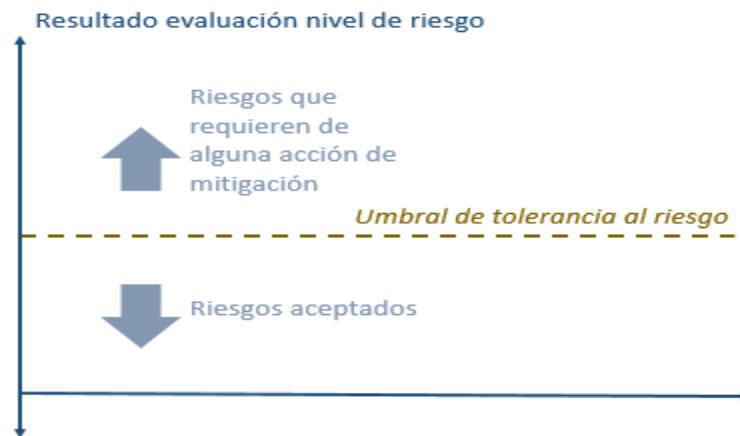 Resultado evaluación nivel de riesgo
Riesgos que
requieren de
alguna acción de
mitigación
Umbral de tolerancia al riesgo
Riesgos aceptados